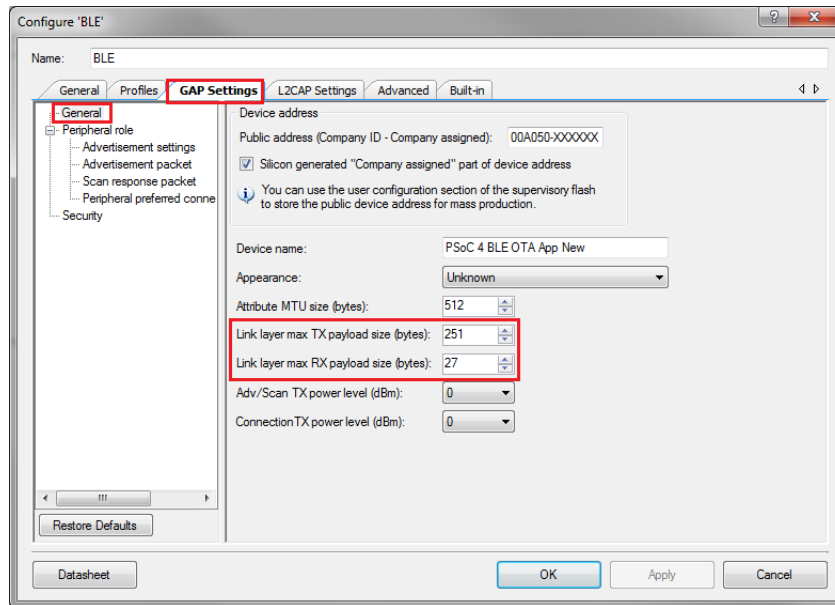 Configure 'BLE'
Name: BLE
General Profiles GAP Settings L2CAP Settings Advanced Built-in
General
Peripheral role
Advertisement settings
Advertisement packet
Scan response packet
Peripheral preferred conne
Security
Device address
Public address (Company ID - Company assigned): 00A050-XXXXXX
Silicon generated "Company assigned" part of device address
You can use the user configuration section of the supervisory flash
to store the public device address for mass production.
Device name: PSoC 4 BLE OTA App New
Appearance: Unknown
Attribute MTU size (bytes): 512
Link layer max TX payload size (bytes): 251
Link layer max RX payload size (bytes): 27
Adv/Scan TX power level (dBm): 0
Connection TX power level (dBm): 0
Restore Defaults
Datasheet OK Apply Cancel